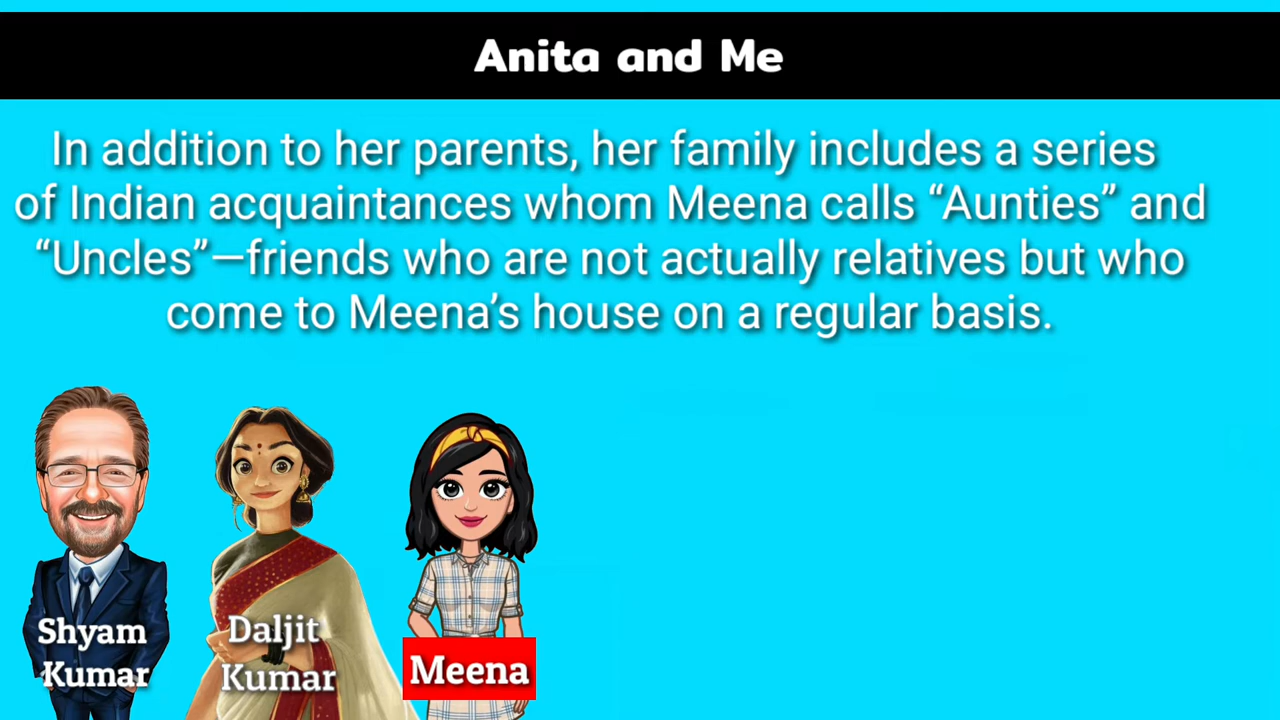 Anita and Me
In addition to her parents, her family includes a series
of Indian acquaintances whom Meena calls “Aunties” and
“Uncles”—friends who are not actually relatives but who
come to Meena’s house on a regular basis.
Shyam
Kumar
Daljit
Kumar
Meena